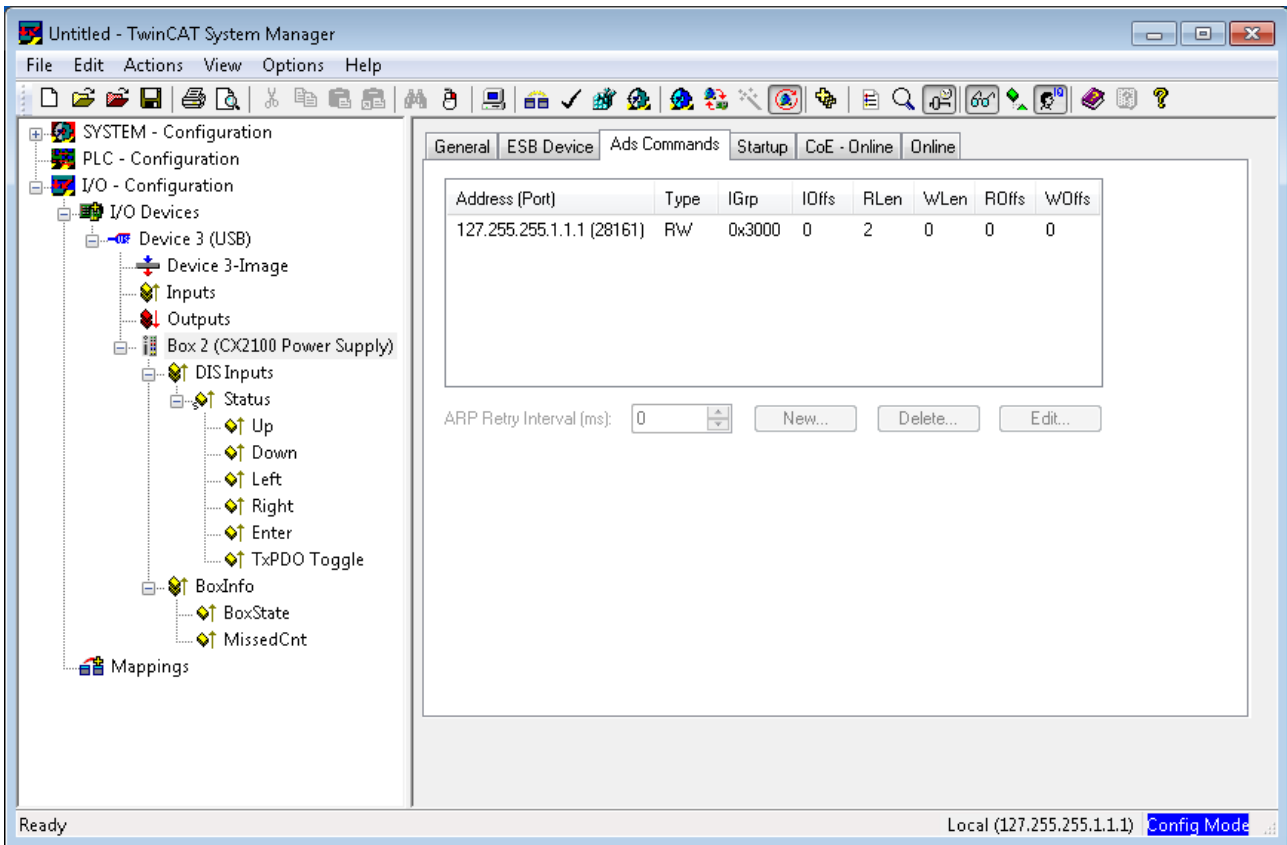 Untitled - TwinCAT System Manager
File Edit Actions View Options Help
SYSTEM - Configuration
PLC - Configuration
I/O - Configuration
I/O Devices
Device 3 (USB)
Device 3-Image
Inputs
Outputs
Box 2 (CX2100 Power Supply)
DIS Inputs
Status
Up
Down
Left
Right
Enter
TxPDO Toggle
BoxInfo
BoxState
MissedCnt
Mappings
General ESB Device Ads Commands Startup CoE - Online Online
Address (Port) Type IGrp IOffs RLen WLen ROffs WOffs
127.255.255.1.1.1 (28161) RW 0x3000 0 2 0 0 0
ARP Retry Interval (ms): 0 New... Delete... Edit...
Ready Local (127.255.255.1.1.1) Config Mode